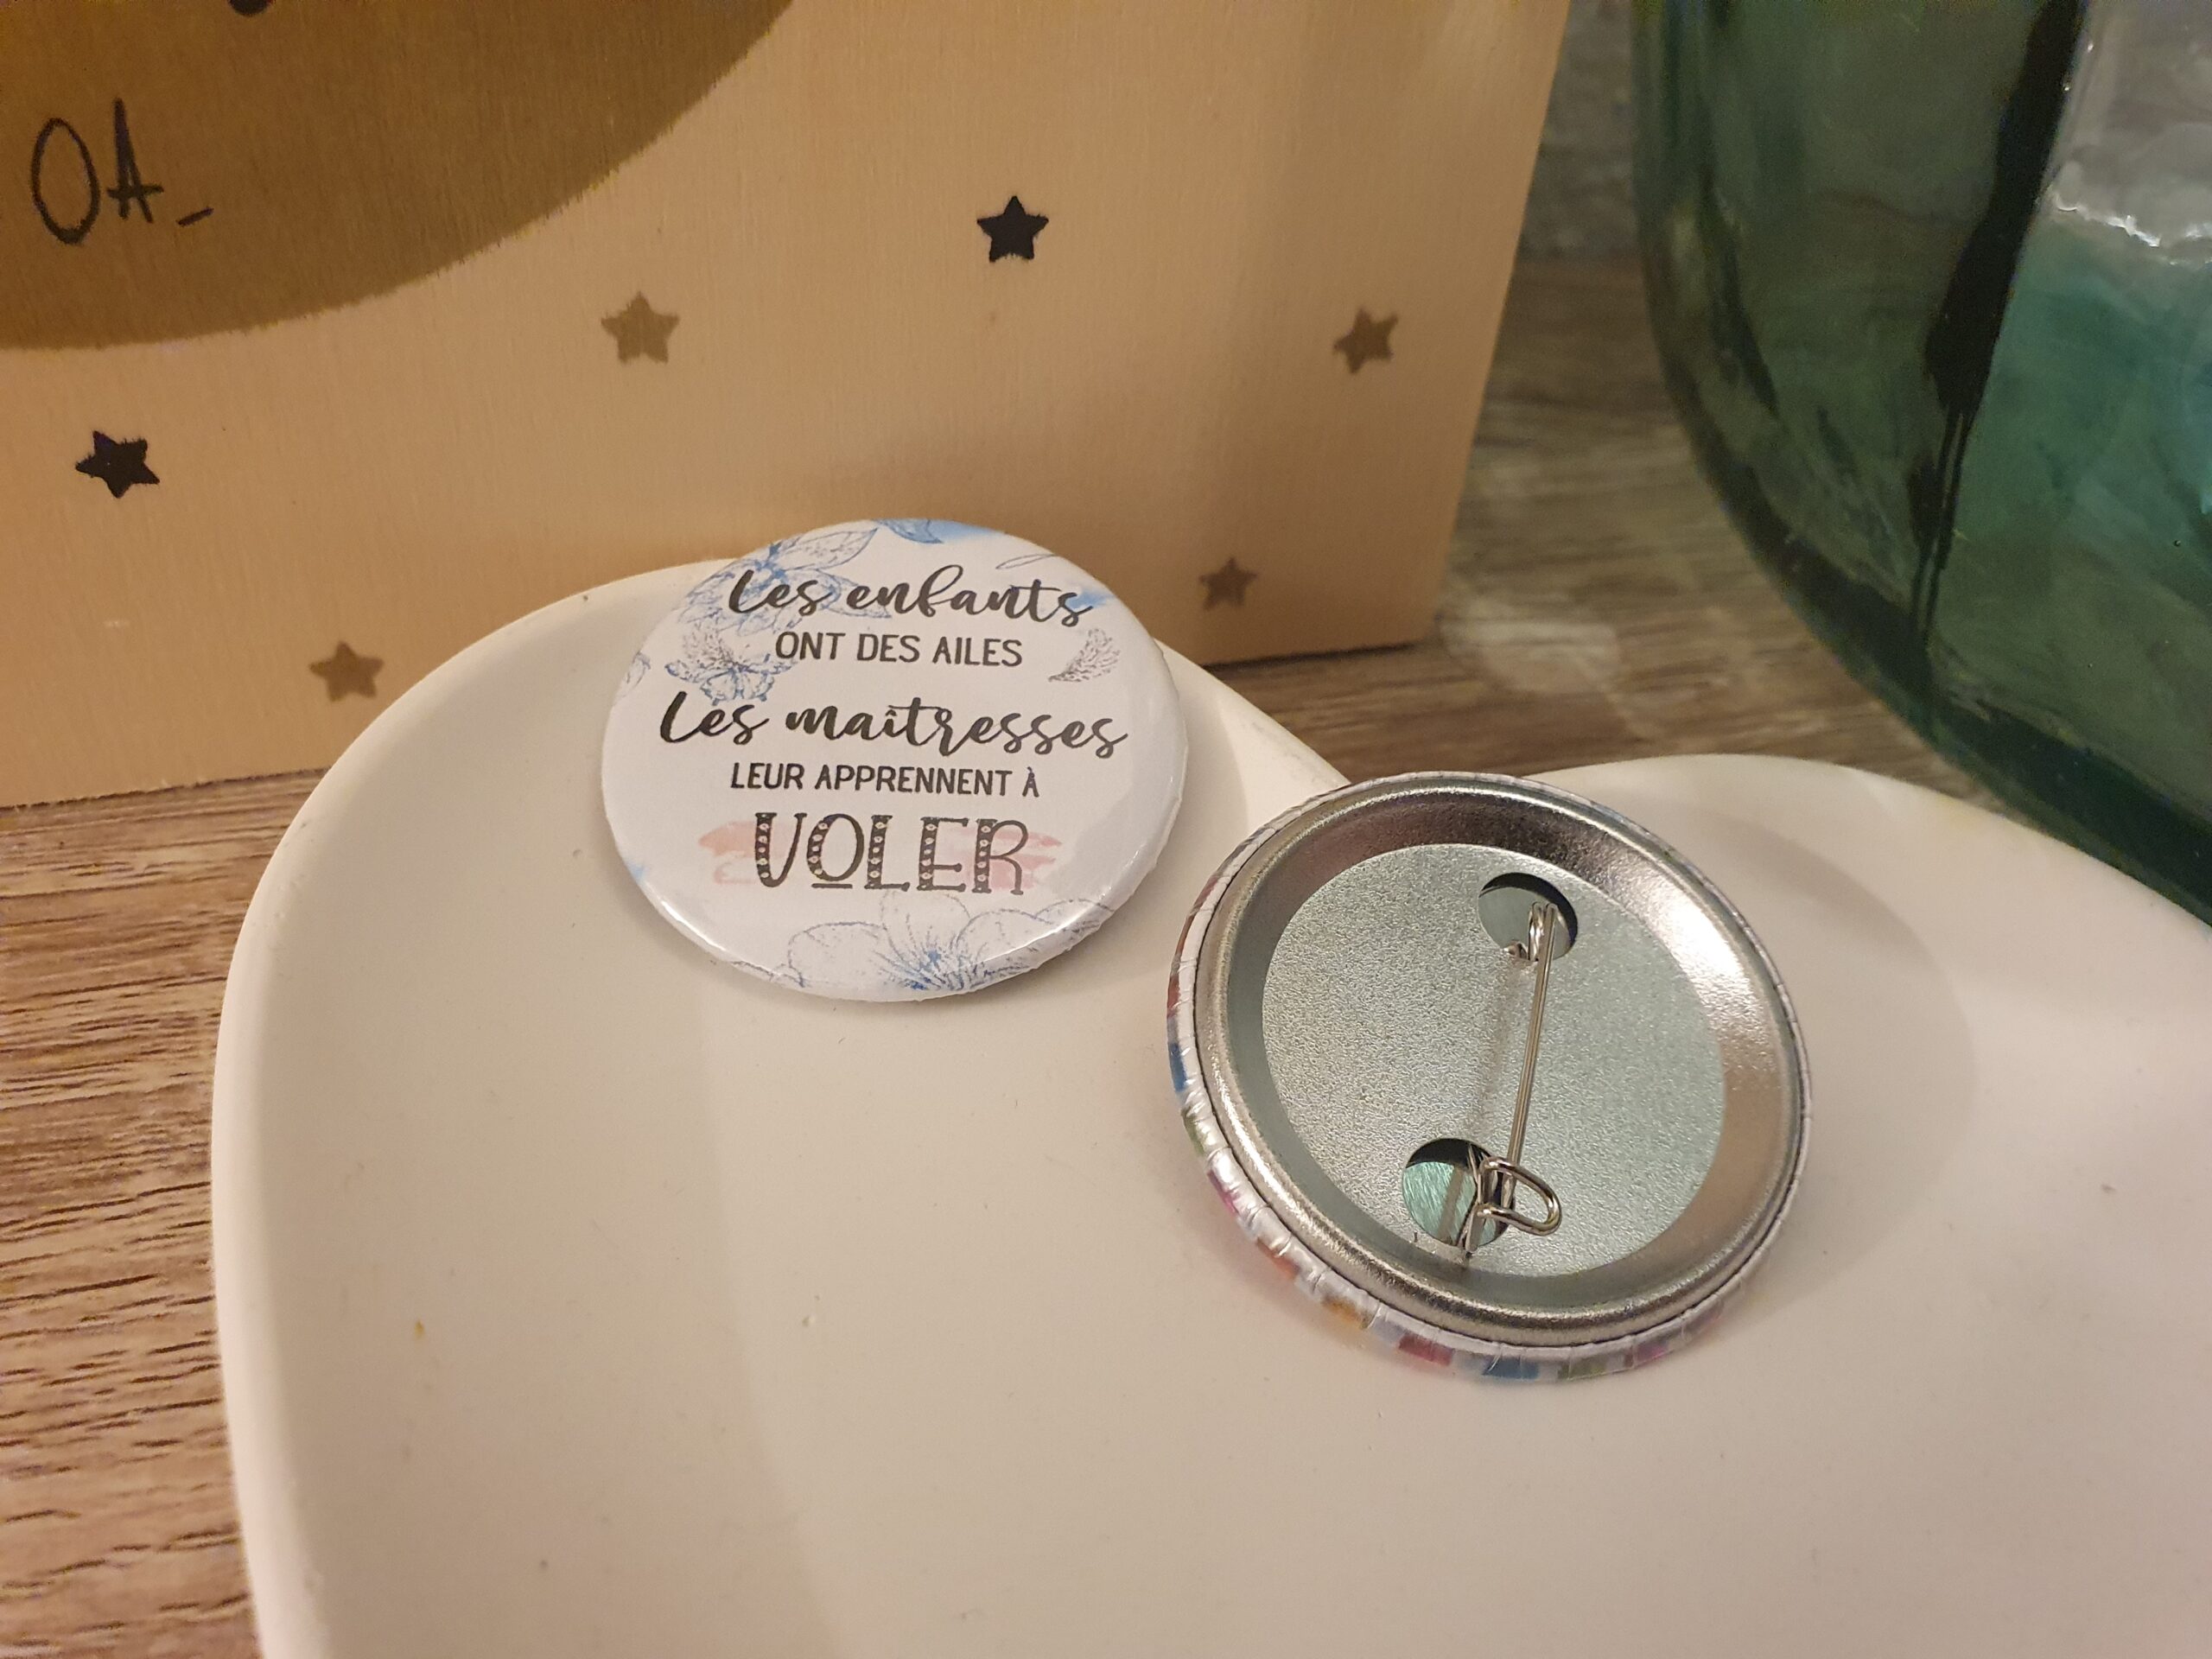 OA_
Les enfants
ONT DES AILES
Les maîtresses
LEUR APPRENNENT À
VOLER